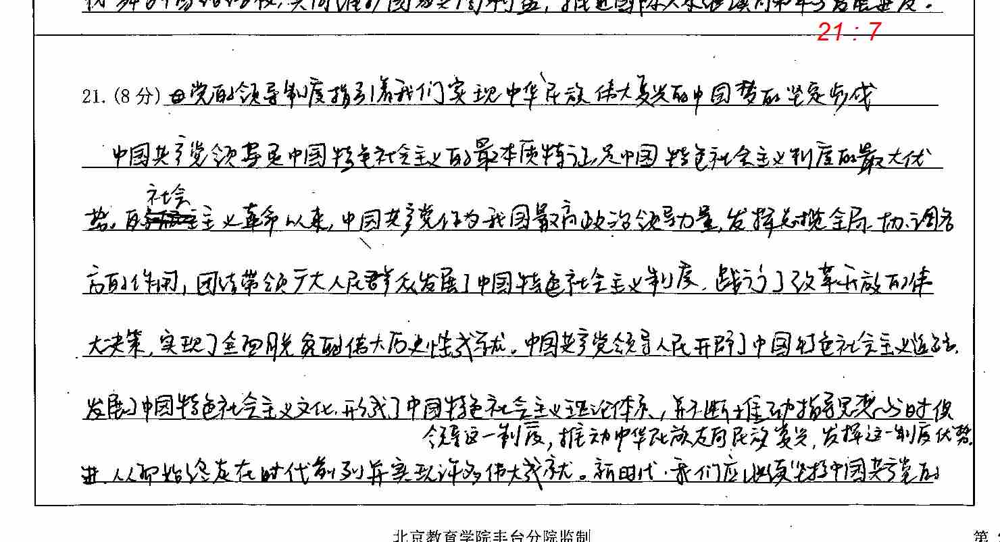 21 : 7
21. (8分) 党的领导制度指引着我们实现中华民族伟大复兴的中国梦的坚定步伐
中国共产党领导是中国特色社会主义的最本质特征,是中国特色社会主义制度的最大优
社会
势。主义革命以来,中国共产党作为我国最高政治领导力量,发挥总揽全局、协调各
方的作用,团结带领广大人民群众发展了中国特色社会主义制度,践行了改革开放的伟
大决策,实现了全面脱贫的伟大历史性成就。中国共产党领导人民开辟了中国特色社会主义道路,
发展了中国特色社会主义文化,形成了中国特色社会主义理论体系,并不断推动指导思想与时俱
领导这一制度,推动中华民族走向民族复兴,发挥这一制度优势。
进,从而始终走在时代前列并实现许多伟大成就。新时代,我们应必须坚持中国共产党的
北京教育学院丰台分院监制
第